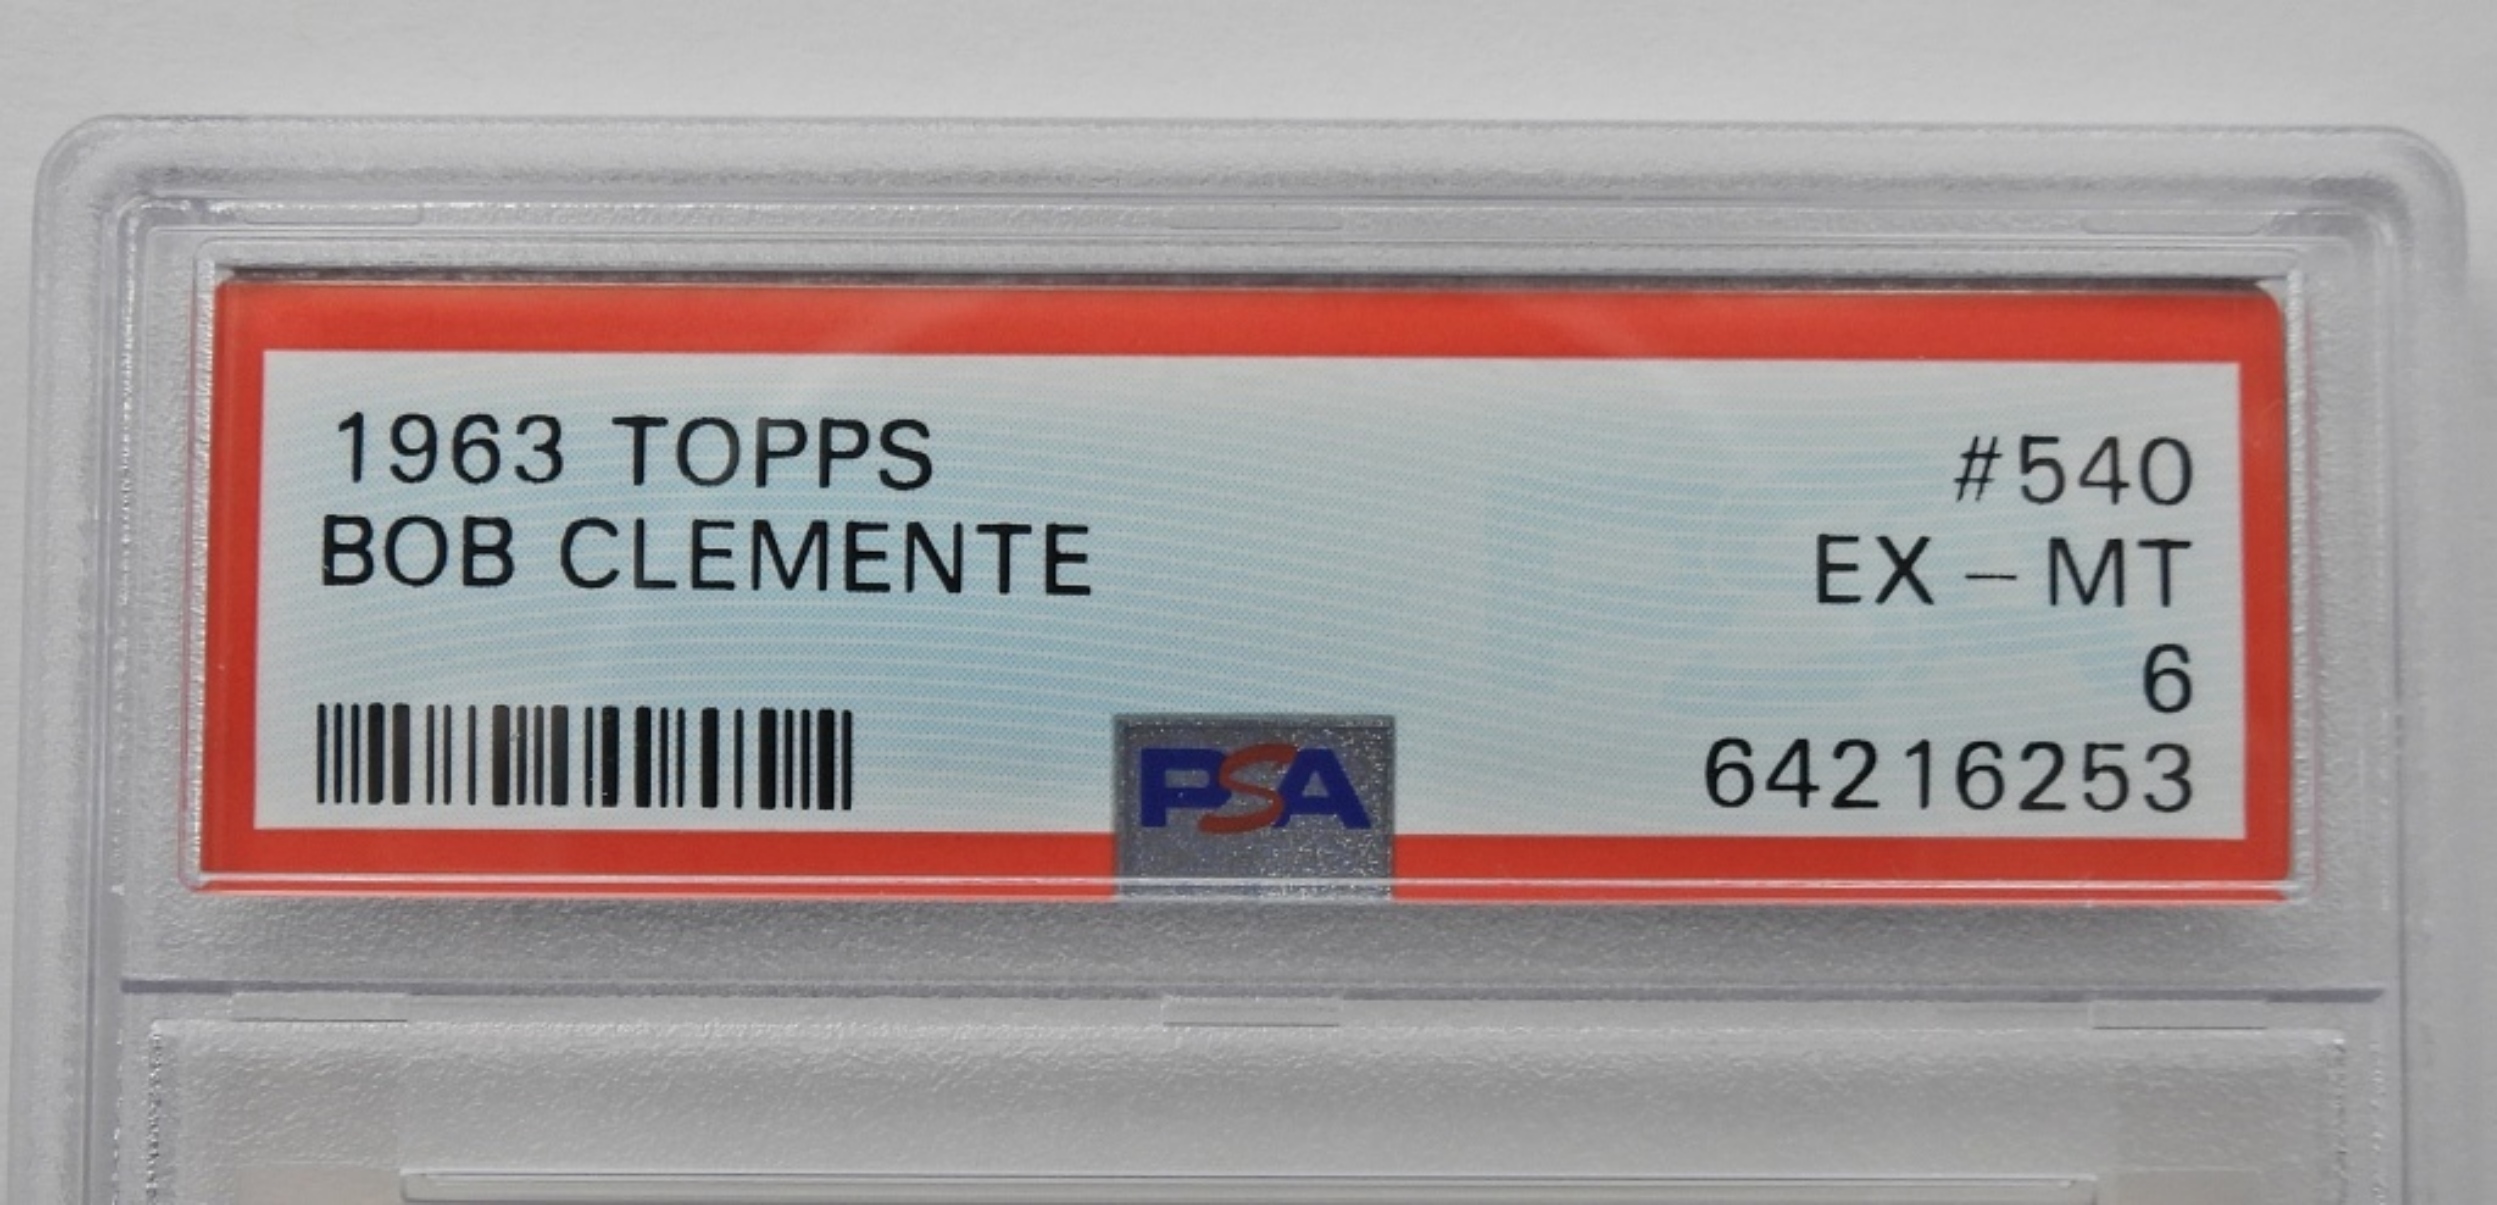 1963 TOPPS
BOB CLEMENTE
#540
EX - MT
6
64216253
PSA